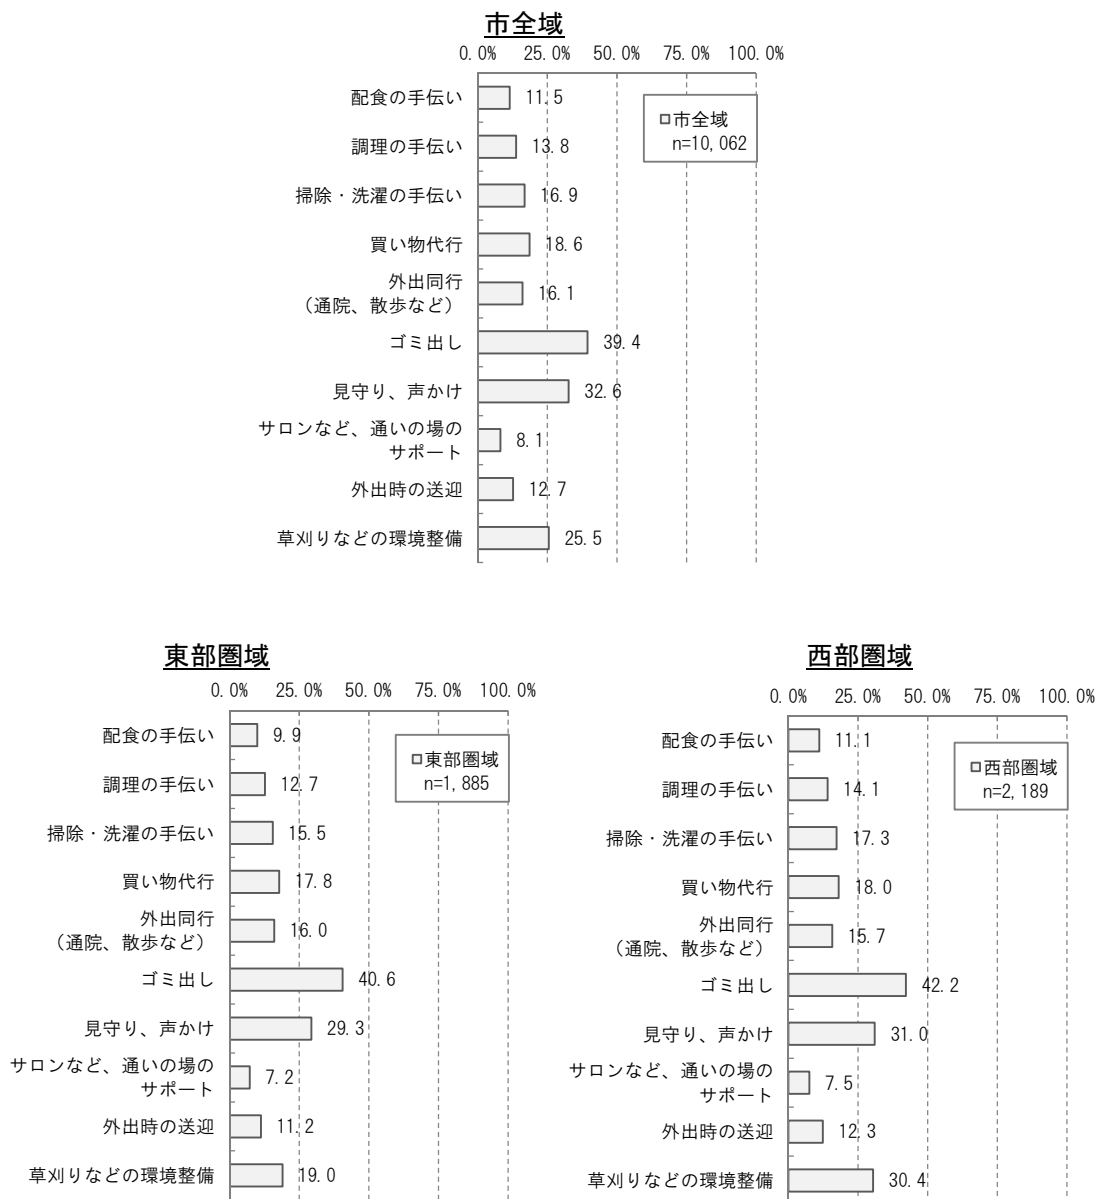 市全域
0.0% 25.0% 50.0% 75.0% 100.0%
配食の手伝い 11.5
調理の手伝い 13.8
掃除・洗濯の手伝い 16.9
買い物代行 18.6
外出同行
（通院、散歩など） 16.1
ゴミ出し 39.4
見守り、声かけ 32.6
サロンなど、通いの場の
サポート 8.1
外出時の送迎 12.7
草刈りなどの環境整備 25.5
市全域
n=10,062
東部圏域
0.0% 25.0% 50.0% 75.0% 100.0%
配食の手伝い 9.9
調理の手伝い 12.7
掃除・洗濯の手伝い 15.5
買い物代行 17.8
外出同行
（通院、散歩など） 16.0
ゴミ出し 40.6
見守り、声かけ 29.3
サロンなど、通いの場の
サポート 7.2
外出時の送迎 11.2
草刈りなどの環境整備 19.0
東部圏域
n=1,885
西部圏域
0.0% 25.0% 50.0% 75.0% 100.0%
配食の手伝い 11.1
調理の手伝い 14.1
掃除・洗濯の手伝い 17.3
買い物代行 18.0
外出同行
（通院、散歩など） 15.7
ゴミ出し 42.2
見守り、声かけ 31.0
サロンなど、通いの場の
サポート 7.5
外出時の送迎 12.3
草刈りなどの環境整備 30.4
西部圏域
n=2,189